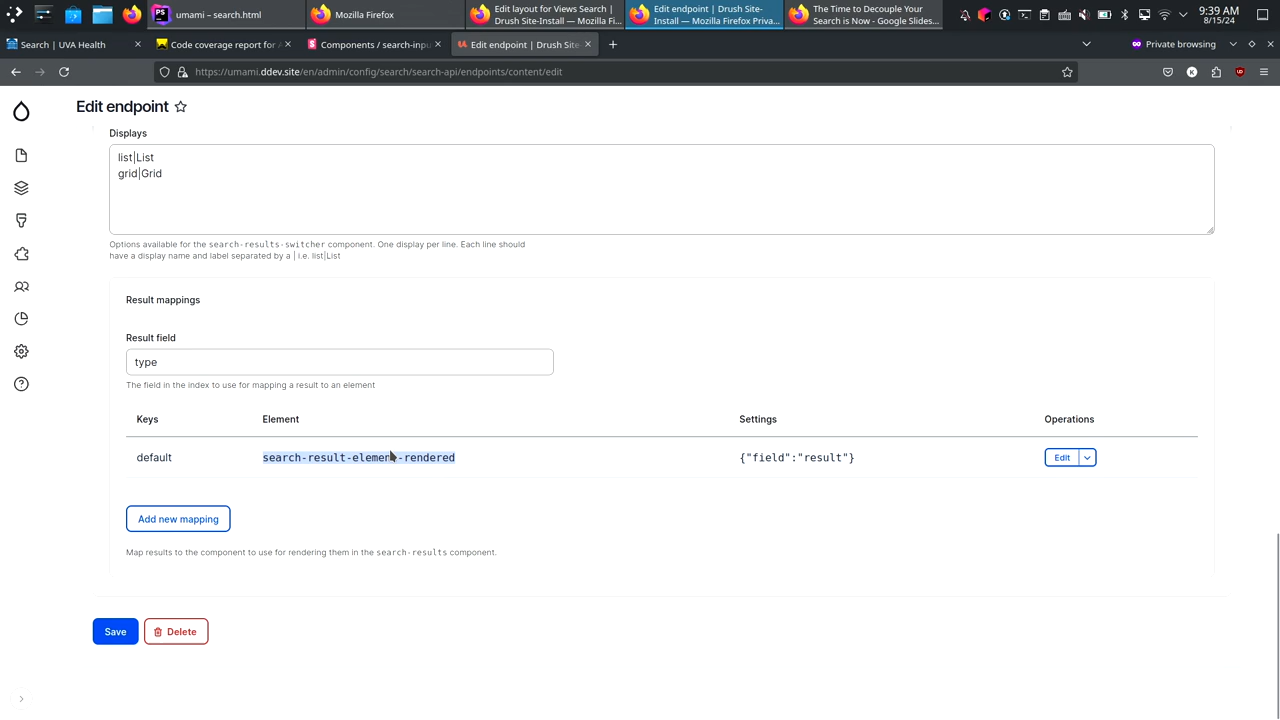 umami – search.html
Mozilla Firefox
Edit layout for Views Search |
Drush Site-Install — Mozilla Fi...
Edit endpoint | Drush Site-
Install — Mozilla Firefox Priva...
The Time to Decouple Your
Search is Now - Google Slides...
9:39 AM
8/15/24
Search | UVA Health
Code coverage report for A
Components / search-inpu
Edit endpoint | Drush Site
Private browsing
https://umami.ddev.site/en/admin/config/search/search-api/endpoints/content/edit
Edit endpoint
Displays
list|List
grid|Grid
Options available for the search-results-switcher component. One display per line. Each line should
have a display name and label separated by a | i.e. list|List
Result mappings
Result field
type
The field in the index to use for mapping a result to an element
Keys Element Settings Operations
default search-result-element-rendered {"field":"result"} Edit
Add new mapping
Map results to the component to use for rendering them in the search-results component.
Save Delete